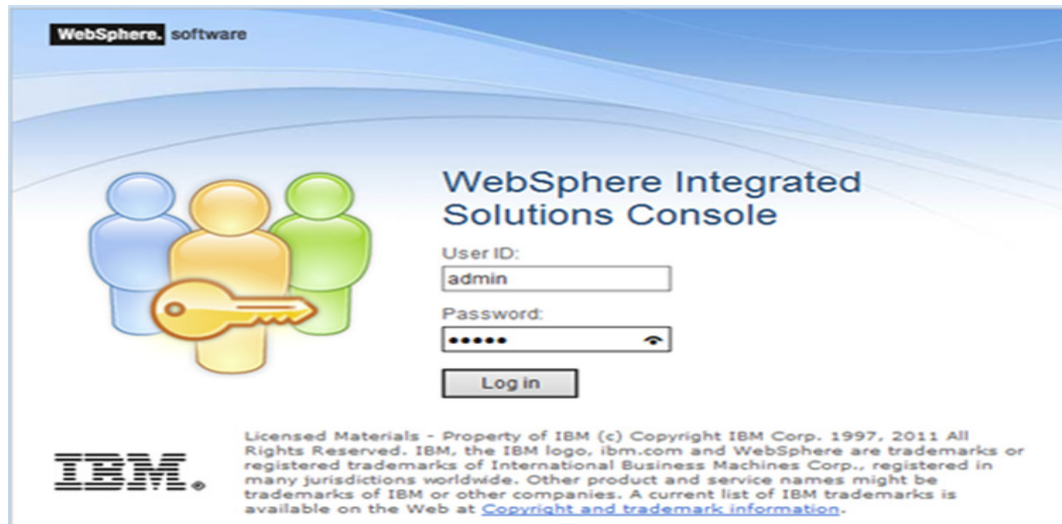 WebSphere. software
WebSphere Integrated
Solutions Console
User ID:
admin
Password:
•••••
Log in
IBM®
Licensed Materials - Property of IBM (c) Copyright IBM Corp. 1997, 2011 All
Rights Reserved. IBM, the IBM logo, ibm.com and WebSphere are trademarks or
registered trademarks of International Business Machines Corp., registered in
many jurisdictions worldwide. Other product and service names might be
trademarks of IBM or other companies. A current list of IBM trademarks is
available on the Web at Copyright and trademark information.